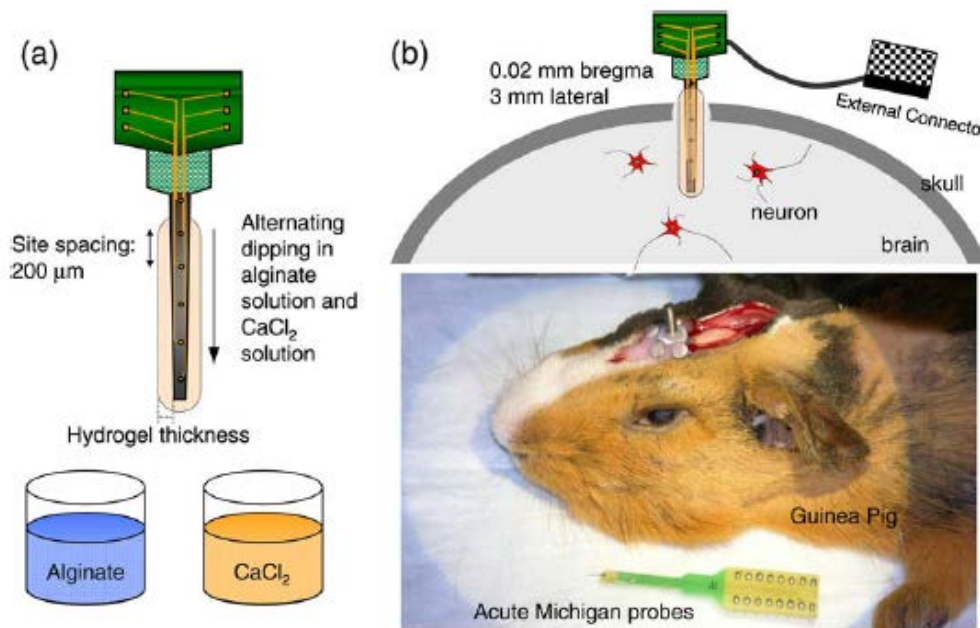 (a)
Site spacing:
200 μm
Alternating
dipping in
alginate
solution and
CaCl₂
solution
Hydrogel thickness
Alginate
CaCl₂
(b)
0.02 mm bregma
3 mm lateral
External Connecto
skull
neuron
brain
Guinea Pig
Acute Michigan probes